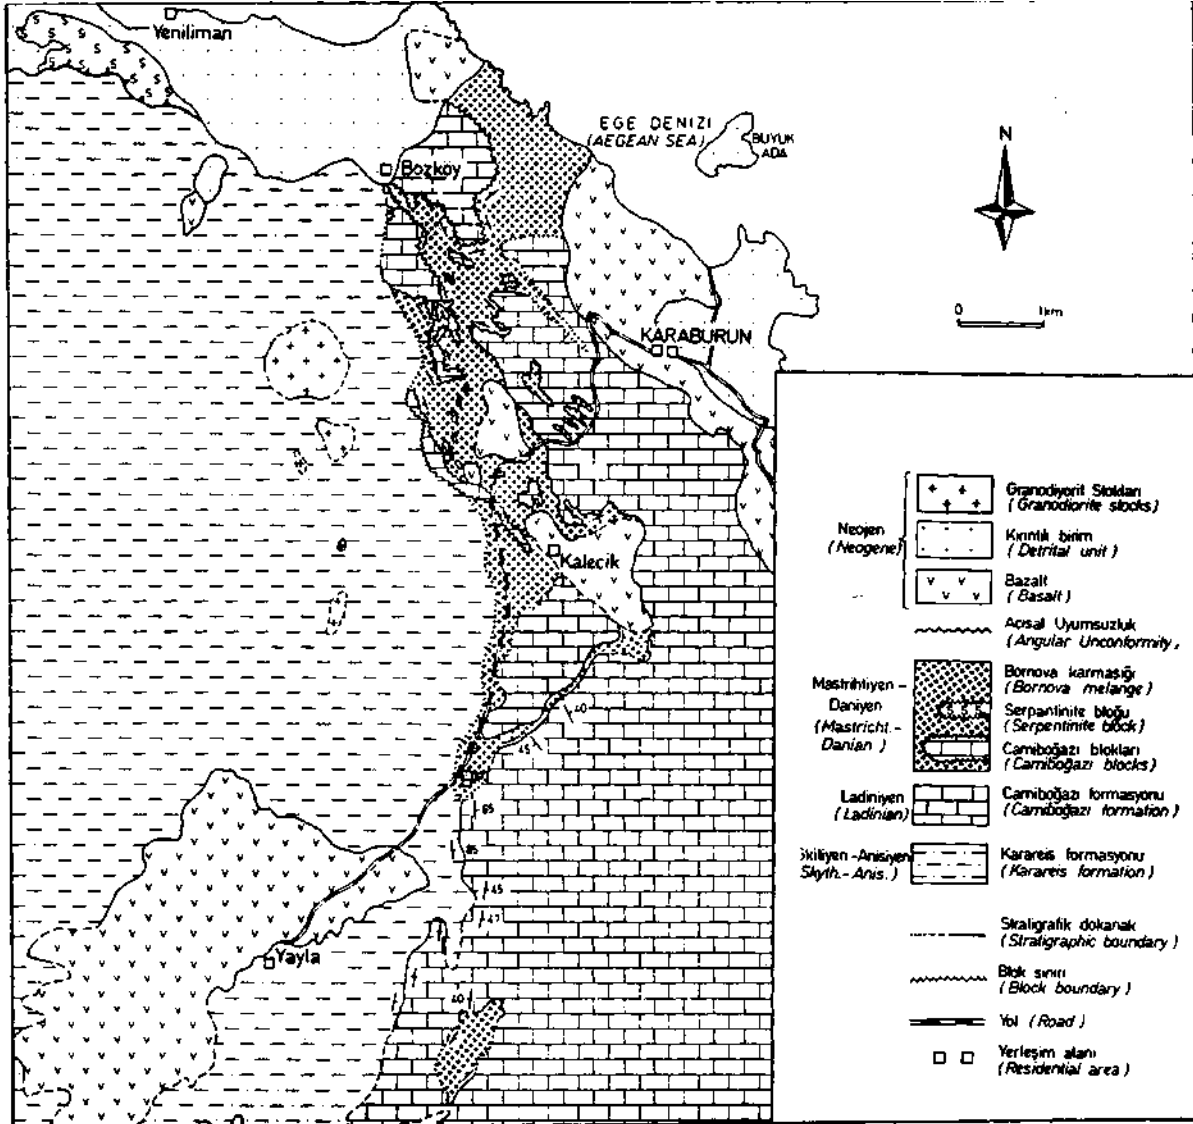 Yeniliman
EGE DENIZI
(AEGEAN SEA)
BÜYÜK
ADA
N
Bozköy
0 1km
KARABURUN
Kalecik
40
45
65
85
45
47
40
Yayla
Neojen
(Neogene)
Granodiyorit Stokları
(Granodiorite stocks)
Kırıntılı birim
(Detrital unit)
Bazalt
(Basalt)
Acısal Uyumsuzluk
(Angular Unconformity,
Mastrihtiyen -
Daniyen
(Mastricht.-
Danian)
Bornova karmaşığı
(Bornova melange)
Serpantinite bloğu
(Serpentinite block)
Camiboğazı blokları
(Camiboğazı blocks)
Ladiniyen
(Ladinian)
Camiboğazı formasyonu
(Camiboğazı formation)
Skitiyen-Anisiyen
Skyth.-Anis.)
Karareis formasyonu
(Karareis formation)
Stratigrafik dokanak
(Stratigraphic boundary)
Blok sınırı
(Block boundary)
Yol (Road)
Yerleşim alanı
(Residential area)